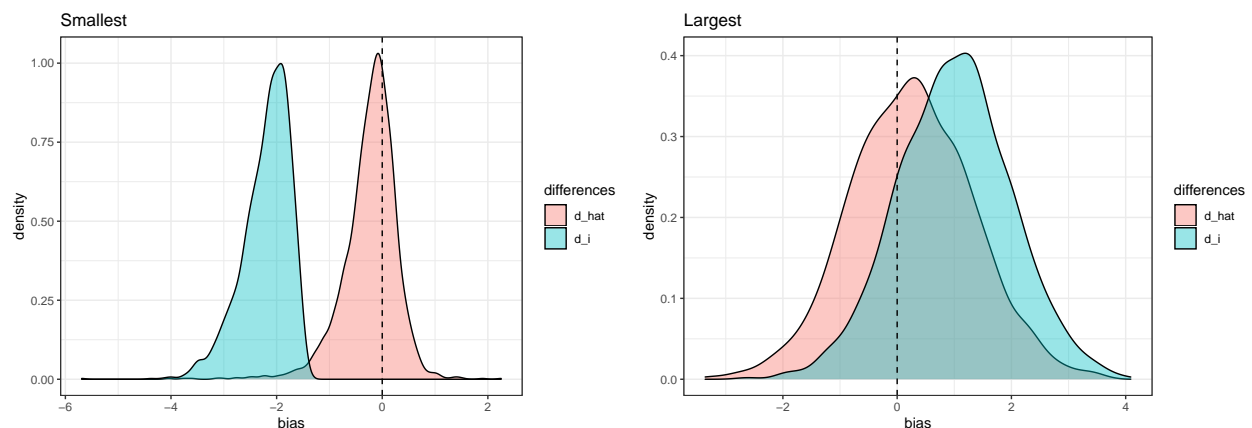 Smallest
density
1.00
0.75
0.50
0.25
0.00
−6
−4
−2
0
2
bias
differences
d_hat
d_i
Largest
density
0.4
0.3
0.2
0.1
0.0
−2
0
2
4
bias
differences
d_hat
d_i